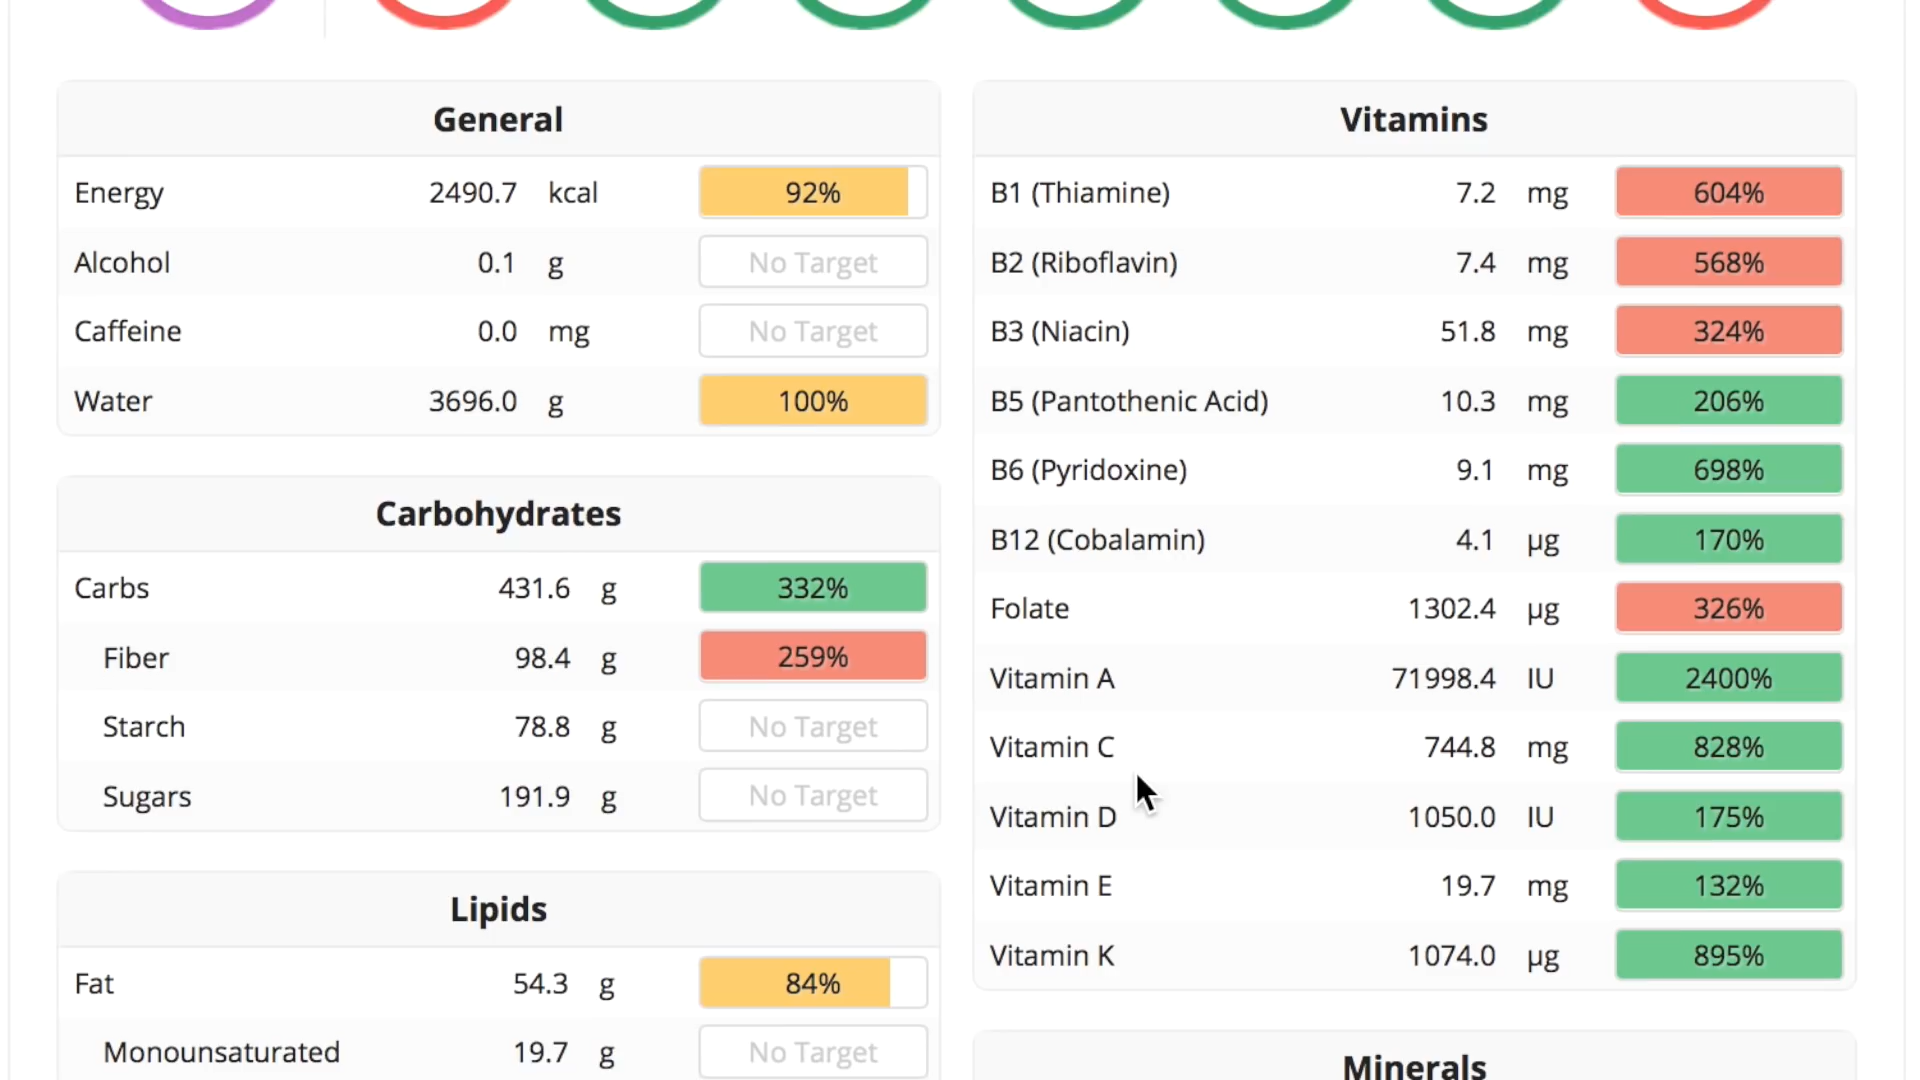 General
Energy 2490.7 kcal 92%
Alcohol 0.1 g No Target
Caffeine 0.0 mg No Target
Water 3696.0 g 100%
Carbohydrates
Carbs 431.6 g 332%
Fiber 98.4 g 259%
Starch 78.8 g No Target
Sugars 191.9 g No Target
Lipids
Fat 54.3 g 84%
Monounsaturated 19.7 g No Target
Vitamins
B1 (Thiamine) 7.2 mg 604%
B2 (Riboflavin) 7.4 mg 568%
B3 (Niacin) 51.8 mg 324%
B5 (Pantothenic Acid) 10.3 mg 206%
B6 (Pyridoxine) 9.1 mg 698%
B12 (Cobalamin) 4.1 µg 170%
Folate 1302.4 µg 326%
Vitamin A 71998.4 IU 2400%
Vitamin C 744.8 mg 828%
Vitamin D 1050.0 IU 175%
Vitamin E 19.7 mg 132%
Vitamin K 1074.0 µg 895%
Minerals